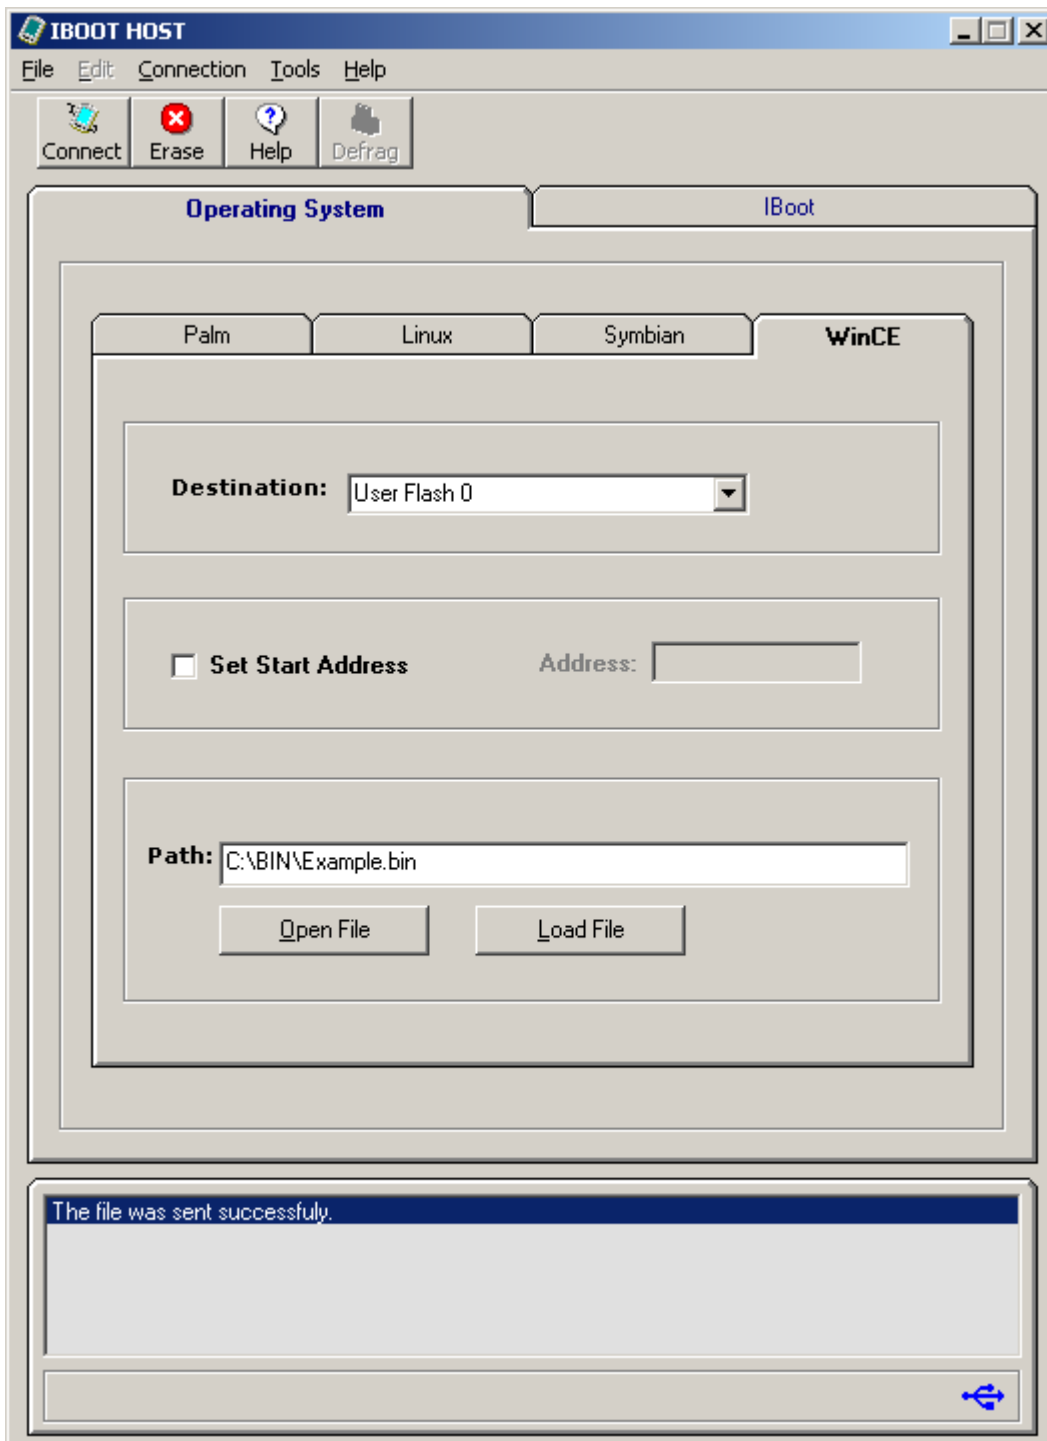 IBOOT HOST
File Edit Connection Tools Help
Connect Erase Help Defrag
Operating System IBoot
Palm Linux Symbian WinCE
Destination: User Flash 0
Set Start Address Address:
Path: C:\BIN\Example.bin
Open File Load File
The file was sent successfuly.